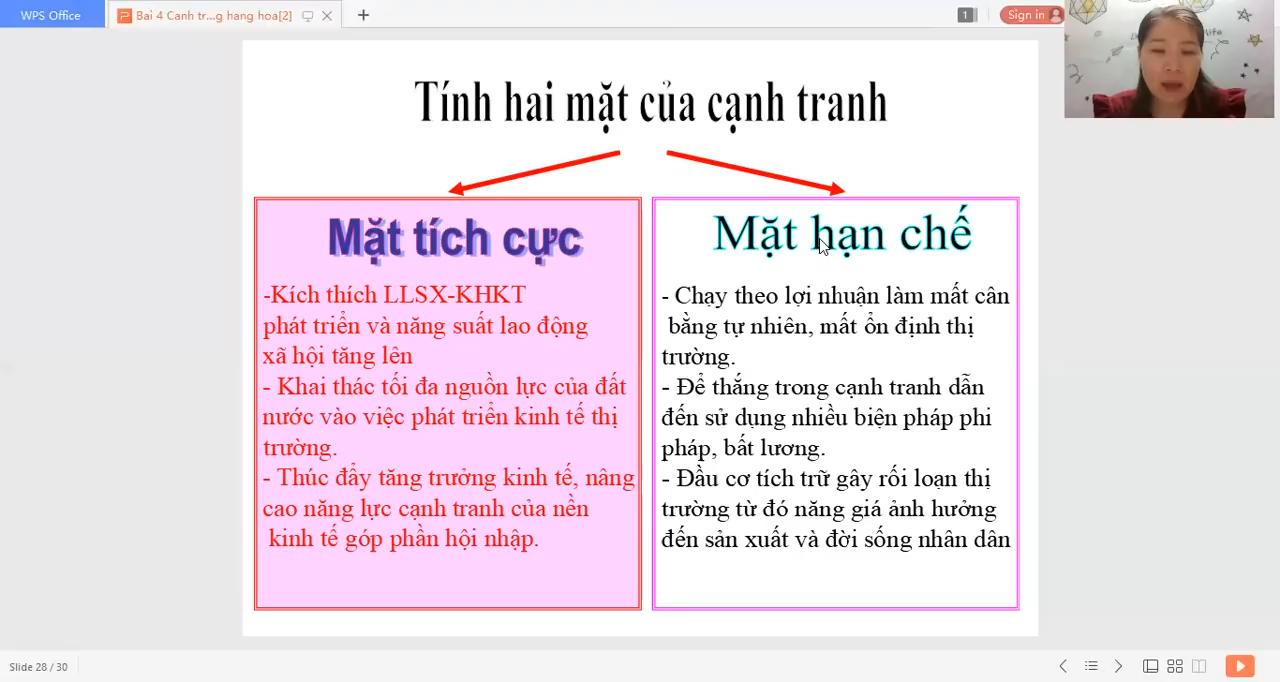 WPS Office
Bai 4 Canh tr...g hang hoa[2]
1
Sign in
Tính hai mặt của cạnh tranh
Mặt tích cực
-Kích thích LLSX-KHKT
phát triển và năng suất lao động
xã hội tăng lên
- Khai thác tối đa nguồn lực của đất
nước vào việc phát triển kinh tế thị
trường.
- Thúc đẩy tăng trưởng kinh tế, nâng
cao năng lực cạnh tranh của nền
kinh tế góp phần hội nhập.
Mặt hạn chế
- Chạy theo lợi nhuận làm mất cân
bằng tự nhiên, mất ổn định thị
trường.
- Để thắng trong cạnh tranh dẫn
đến sử dụng nhiều biện pháp phi
pháp, bất lương.
- Đầu cơ tích trữ gây rối loạn thị
trường từ đó năng giá ảnh hưởng
đến sản xuất và đời sống nhân dân
Slide 28 / 30